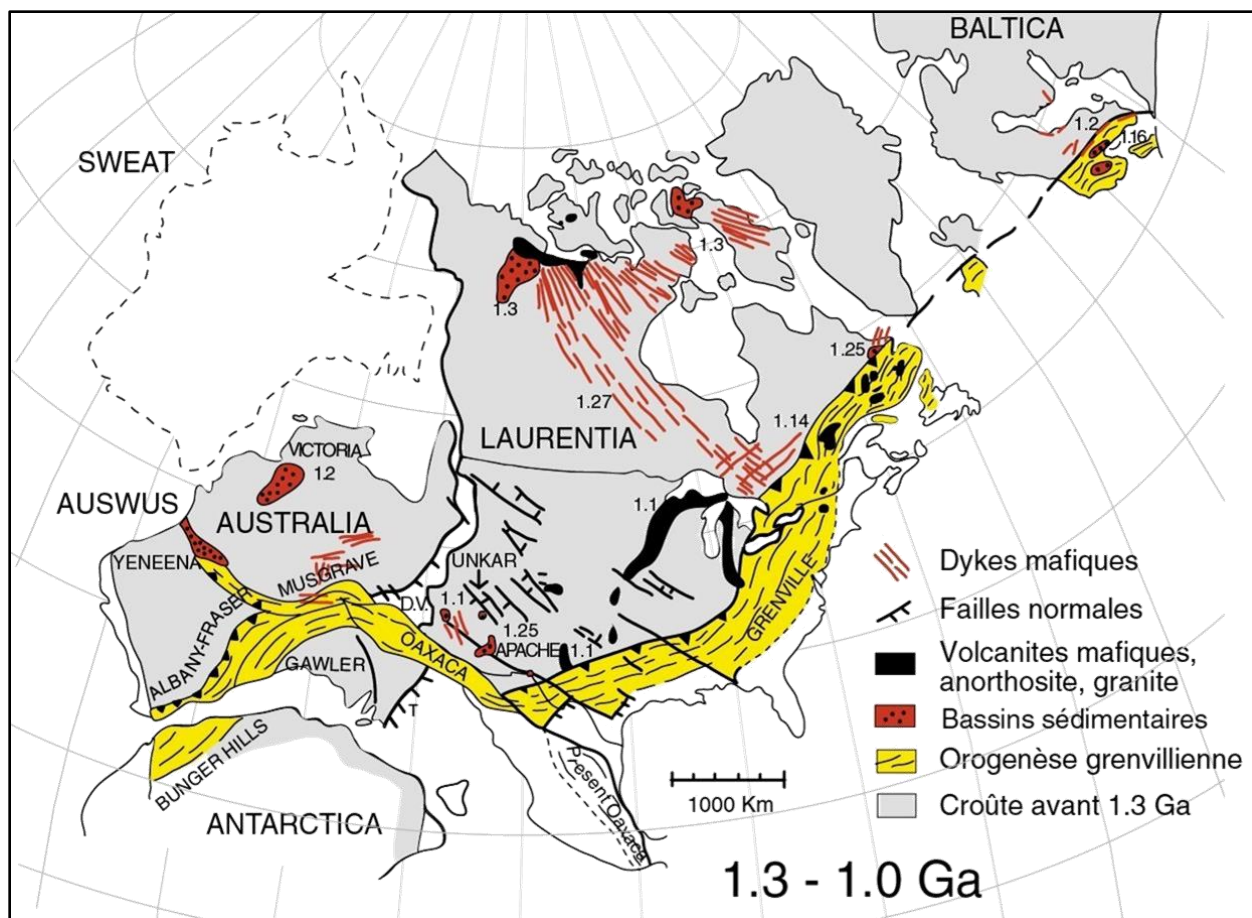 BALTICA
1.2
1.16
SWEAT
1.3
1.3
1.25
1.27
1.14
LAURENTIA
VICTORIA
1.2
AUSWUS
AUSTRALIA
1.1
YENEENA
MUSGRAVE
UNKAR
D.V.
1.1
1.25
APACHE
1.1
ALBANY-FRASER
GAWLER
OAXACA
GRENVILLE
T
BUNGER HILLS
ANTARCTICA
Present Oaxaca
1000 Km
Dykes mafiques
Failles normales
Volcanites mafiques,
anorthosite, granite
Bassins sédimentaires
Orogenèse grenvillienne
Croûte avant 1.3 Ga
1.3 - 1.0 Ga